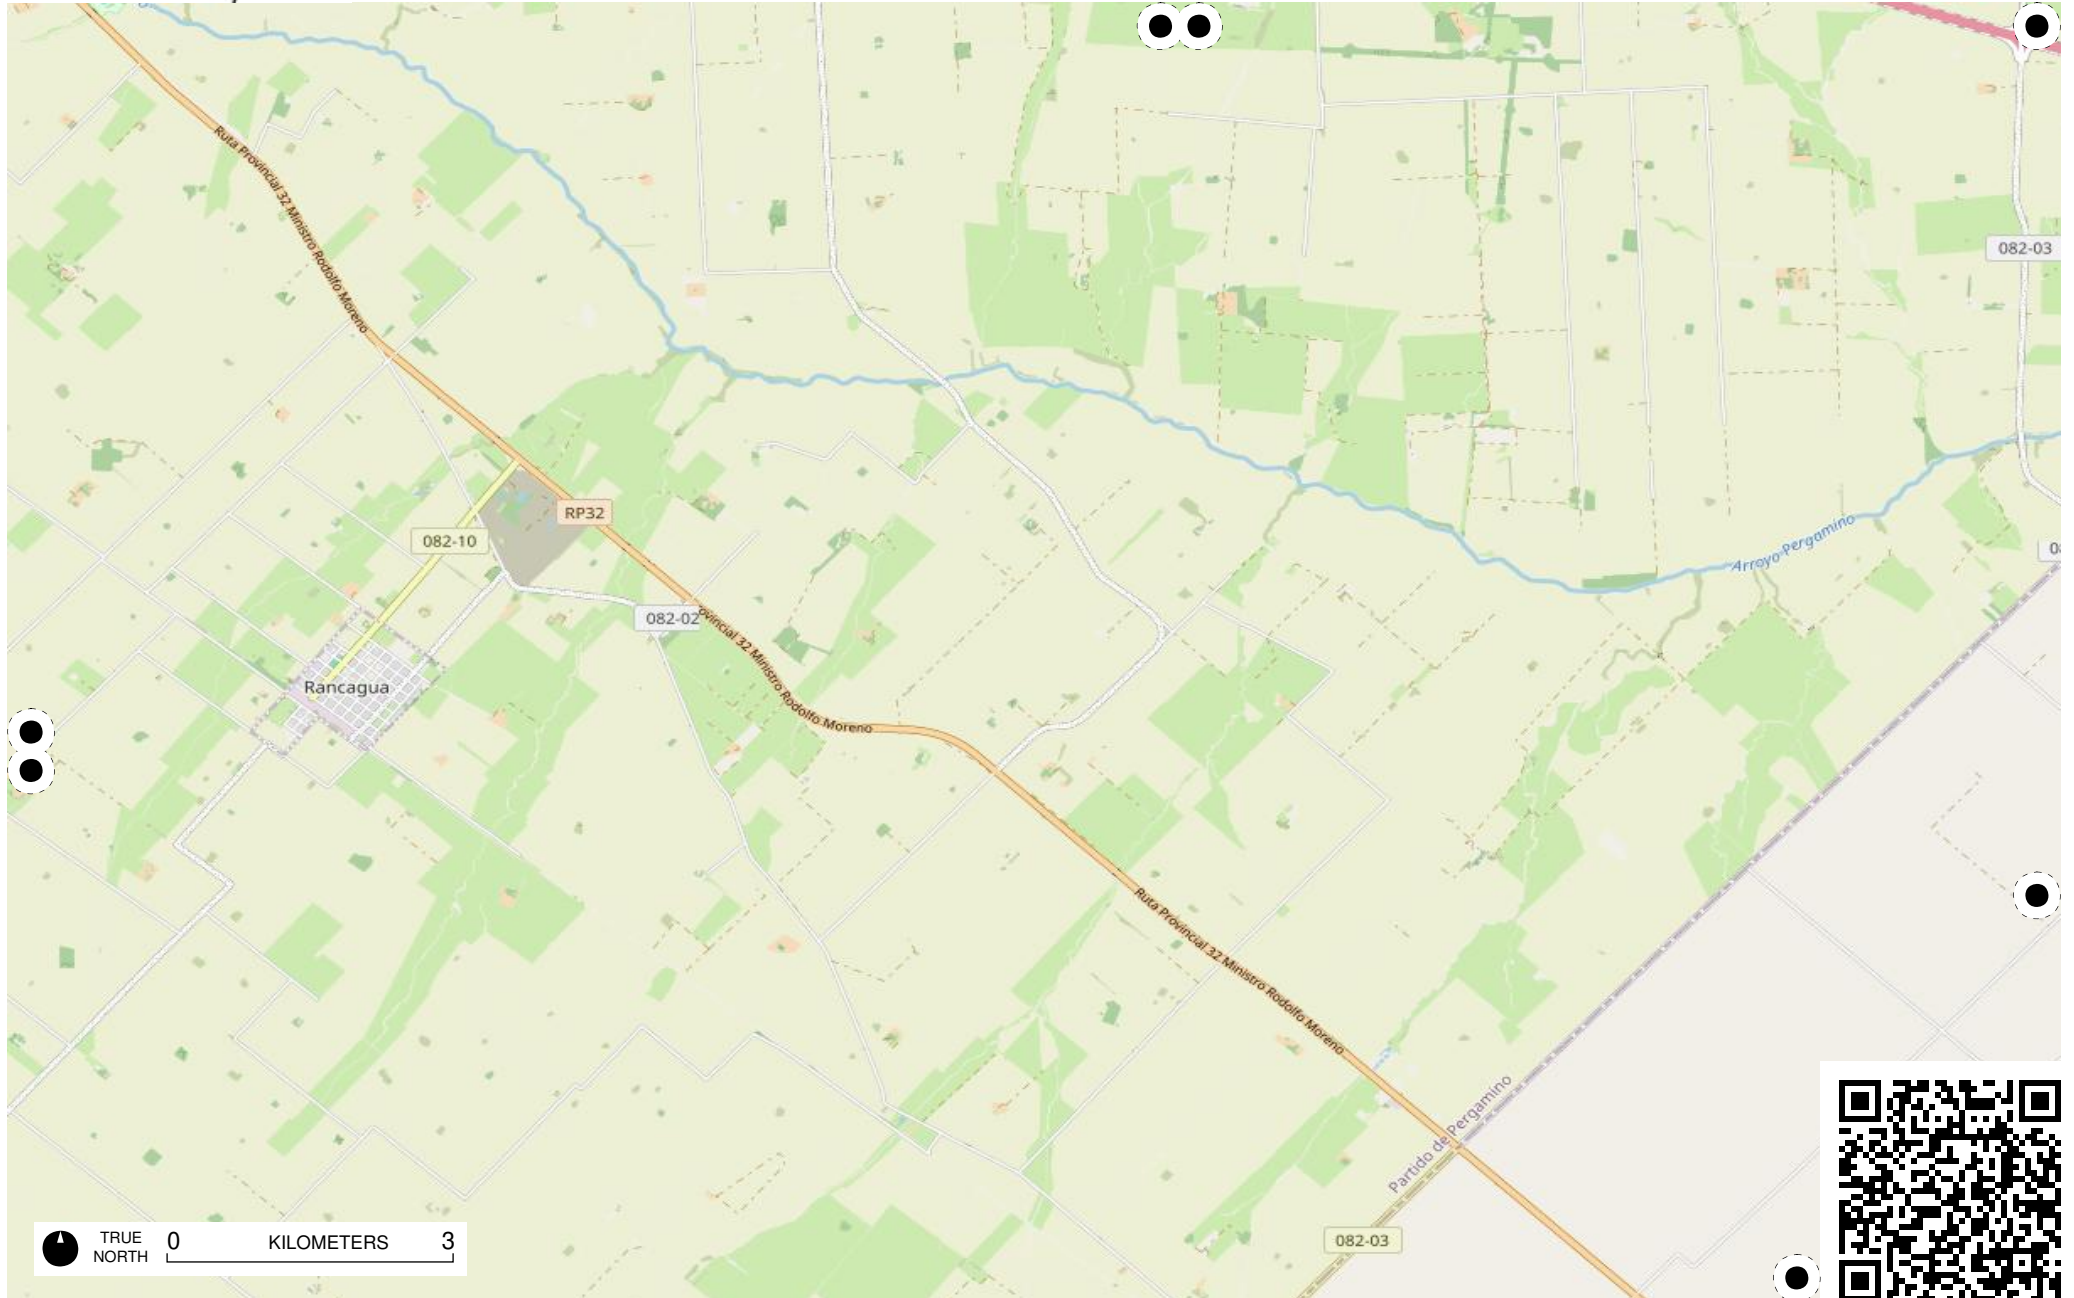 Ruta Provincial 32 Ministro Rodolfo Moreno
082-03
RP32
082-10
Arroyo Pergamino
082-02
ovincial 32 Ministro Rodolfo Moreno
Rancagua
Ruta Provincial 32 Ministro Rodolfo Moreno
Partido de Pergamino
082-03
TRUE NORTH
0 KILOMETERS 3